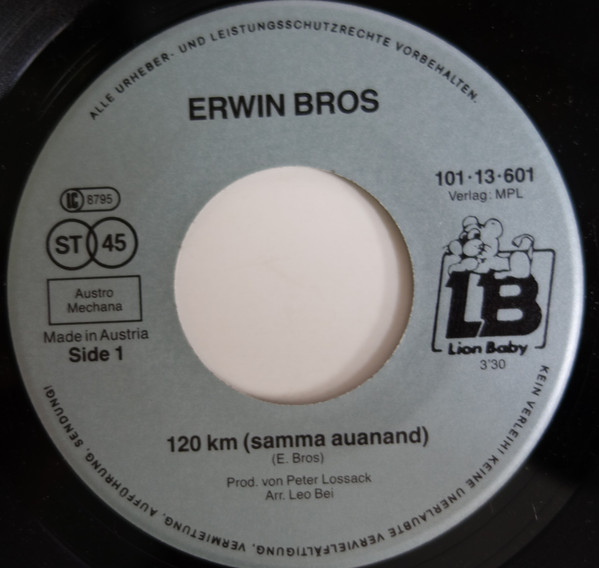 ALLE URHEBER- UND LEISTUNGSSCHUTZRECHTE VORBEHALTEN.
ERWIN BROS
101·13·601
Verlag: MPL
LC 8795
ST 45
Austro
Mechana
Made in Austria
Side 1
LB
Lion Baby
3'30
120 km (samma auanand)
(E. Bros)
Prod. von Peter Lossack
Arr. Leo Bei
KEIN VERLEIH! KEINE UNERLAUBTE VERVIELFÄLTIGUNG, VERMIETUNG, AUFFÜHRUNG, SENDUNG!